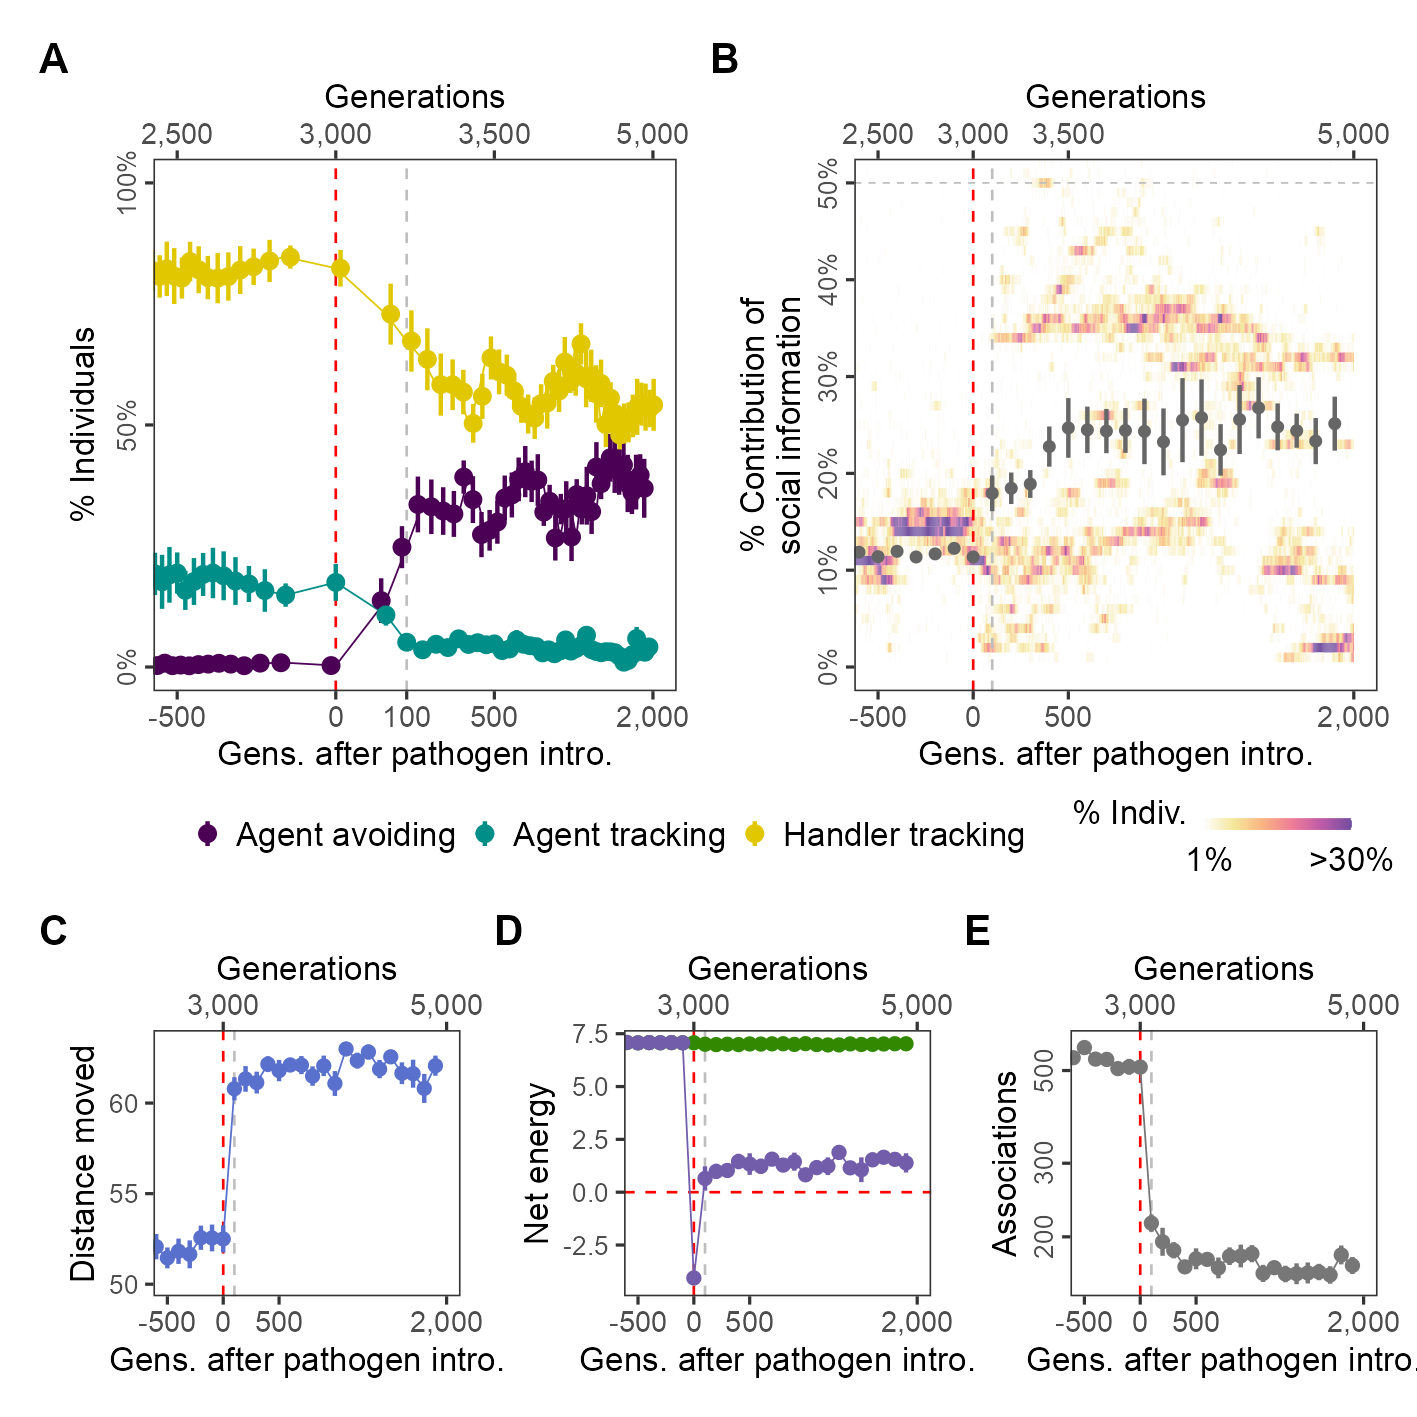 A
Generations
2,500 3,000 3,500 5,000
100%
50%
0%
% Individuals
-500 0 100 500 2,000
Gens. after pathogen intro.
B
Generations
2,500 3,000 3,500 5,000
50%
40%
30%
20%
10%
0%
% Contribution of
social information
-500 0 500 2,000
Gens. after pathogen intro.
Agent avoiding Agent tracking Handler tracking
% Indiv.
1% >30%
C
Generations
3,000 5,000
60
55
50
Distance moved
-500 0 500 2,000
Gens. after pathogen intro.
D
Generations
3,000 5,000
7.5
5.0
2.5
0.0
-2.5
Net energy
-500 0 500 2,000
Gens. after pathogen intro.
E
Generations
3,000 5,000
500
300
200
Associations
-500 0 500 2,000
Gens. after pathogen intro.